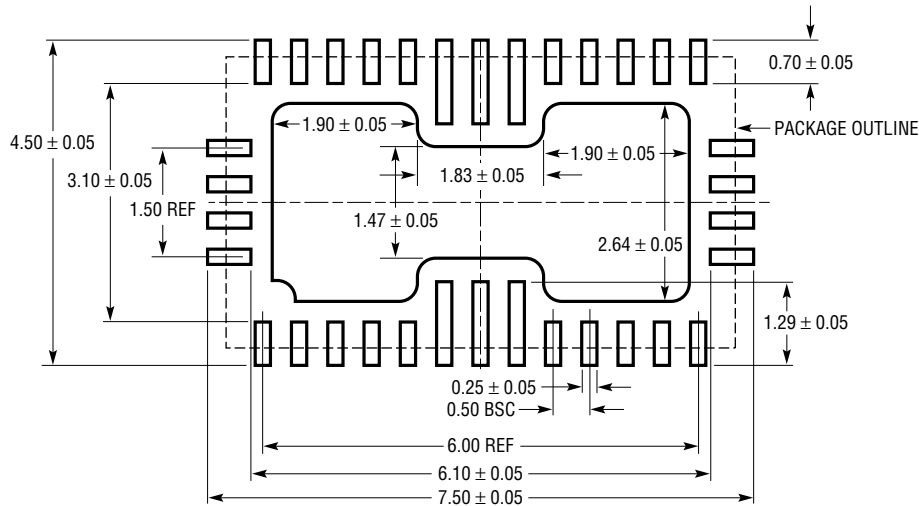 0.70 ± 0.05
PACKAGE OUTLINE
1.90 ± 0.05
4.50 ± 0.05
1.90 ± 0.05
1.83 ± 0.05
3.10 ± 0.05
1.50 REF
1.47 ± 0.05
2.64 ± 0.05
1.29 ± 0.05
0.25 ± 0.05
0.50 BSC
6.00 REF
6.10 ± 0.05
7.50 ± 0.05